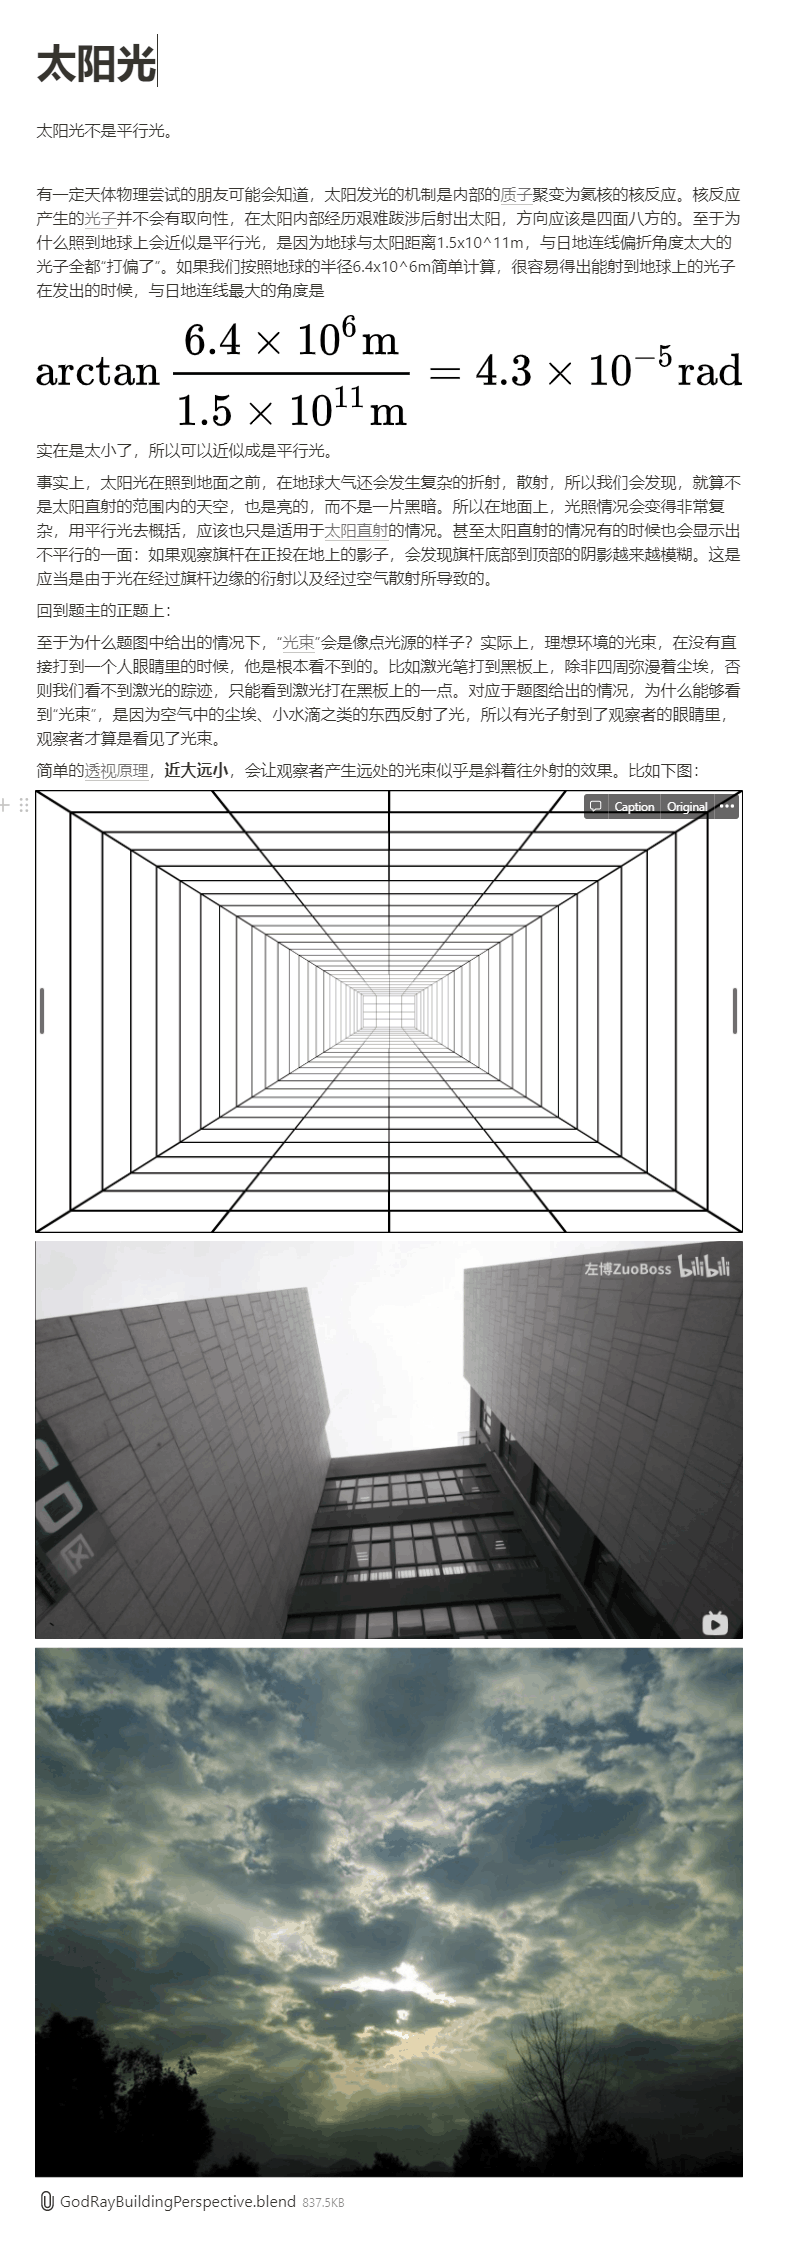 太阳光
太阳光不是平行光。
有一定天体物理尝试的朋友可能会知道，太阳发光的机制是内部的质子聚变为氦核的核反应。核反应
产生的光子并不会有取向性，在太阳内部经历艰难跋涉后射出太阳，方向应该是四面八方的。至于为
什么照到地球上会近似是平行光，是因为地球与太阳距离1.5x10^11m，与日地连线偏折角度太大的
光子全都“打偏了”。如果我们按照地球的半径6.4x10^6m简单计算，很容易得出能射到地球上的光子
在发出的时候，与日地连线最大的角度是
arctan 6.4 × 10^6 m / 1.5 × 10^11 m = 4.3 × 10^−5 rad
实在是太小了，所以可以近似成是平行光。
事实上，太阳光在照到地面之前，在地球大气还会发生复杂的折射，散射，所以我们会发现，就算不
是太阳直射的范围内的天空，也是亮的，而不是一片黑暗。所以在地面上，光照情况会变得非常复
杂，用平行光去概括，应该也只是适用于太阳直射的情况。甚至太阳直射的情况有的时候也会显示出
不平行的一面：如果观察旗杆在正投在地上的影子，会发现旗杆底部到顶部的阴影越来越模糊。这是
应当是由于光在经过旗杆边缘的衍射以及经过空气散射所导致的。
回到题主的正题上：
至于为什么题图中给出的情况下，“光束”会是像点光源的样子？实际上，理想环境的光束，在没有直
接打到一个人眼睛里的时候，他是根本看不到的。比如激光笔打到黑板上，除非四周弥漫着尘埃，否
则我们看不到激光的踪迹，只能看到激光打在黑板上的一点。对应于题图给出的情况，为什么能够看
到“光束”，是因为空气中的尘埃、小水滴之类的东西反射了光，所以有光子射到了观察者的眼睛里，
观察者才算是看见了光束。
简单的透视原理，近大远小，会让观察者产生远处的光束似乎是斜着往外射的效果。比如下图：
Caption Original
左博ZuoBoss bilibili
区
GodRayBuildingPerspective.blend 837.5KB